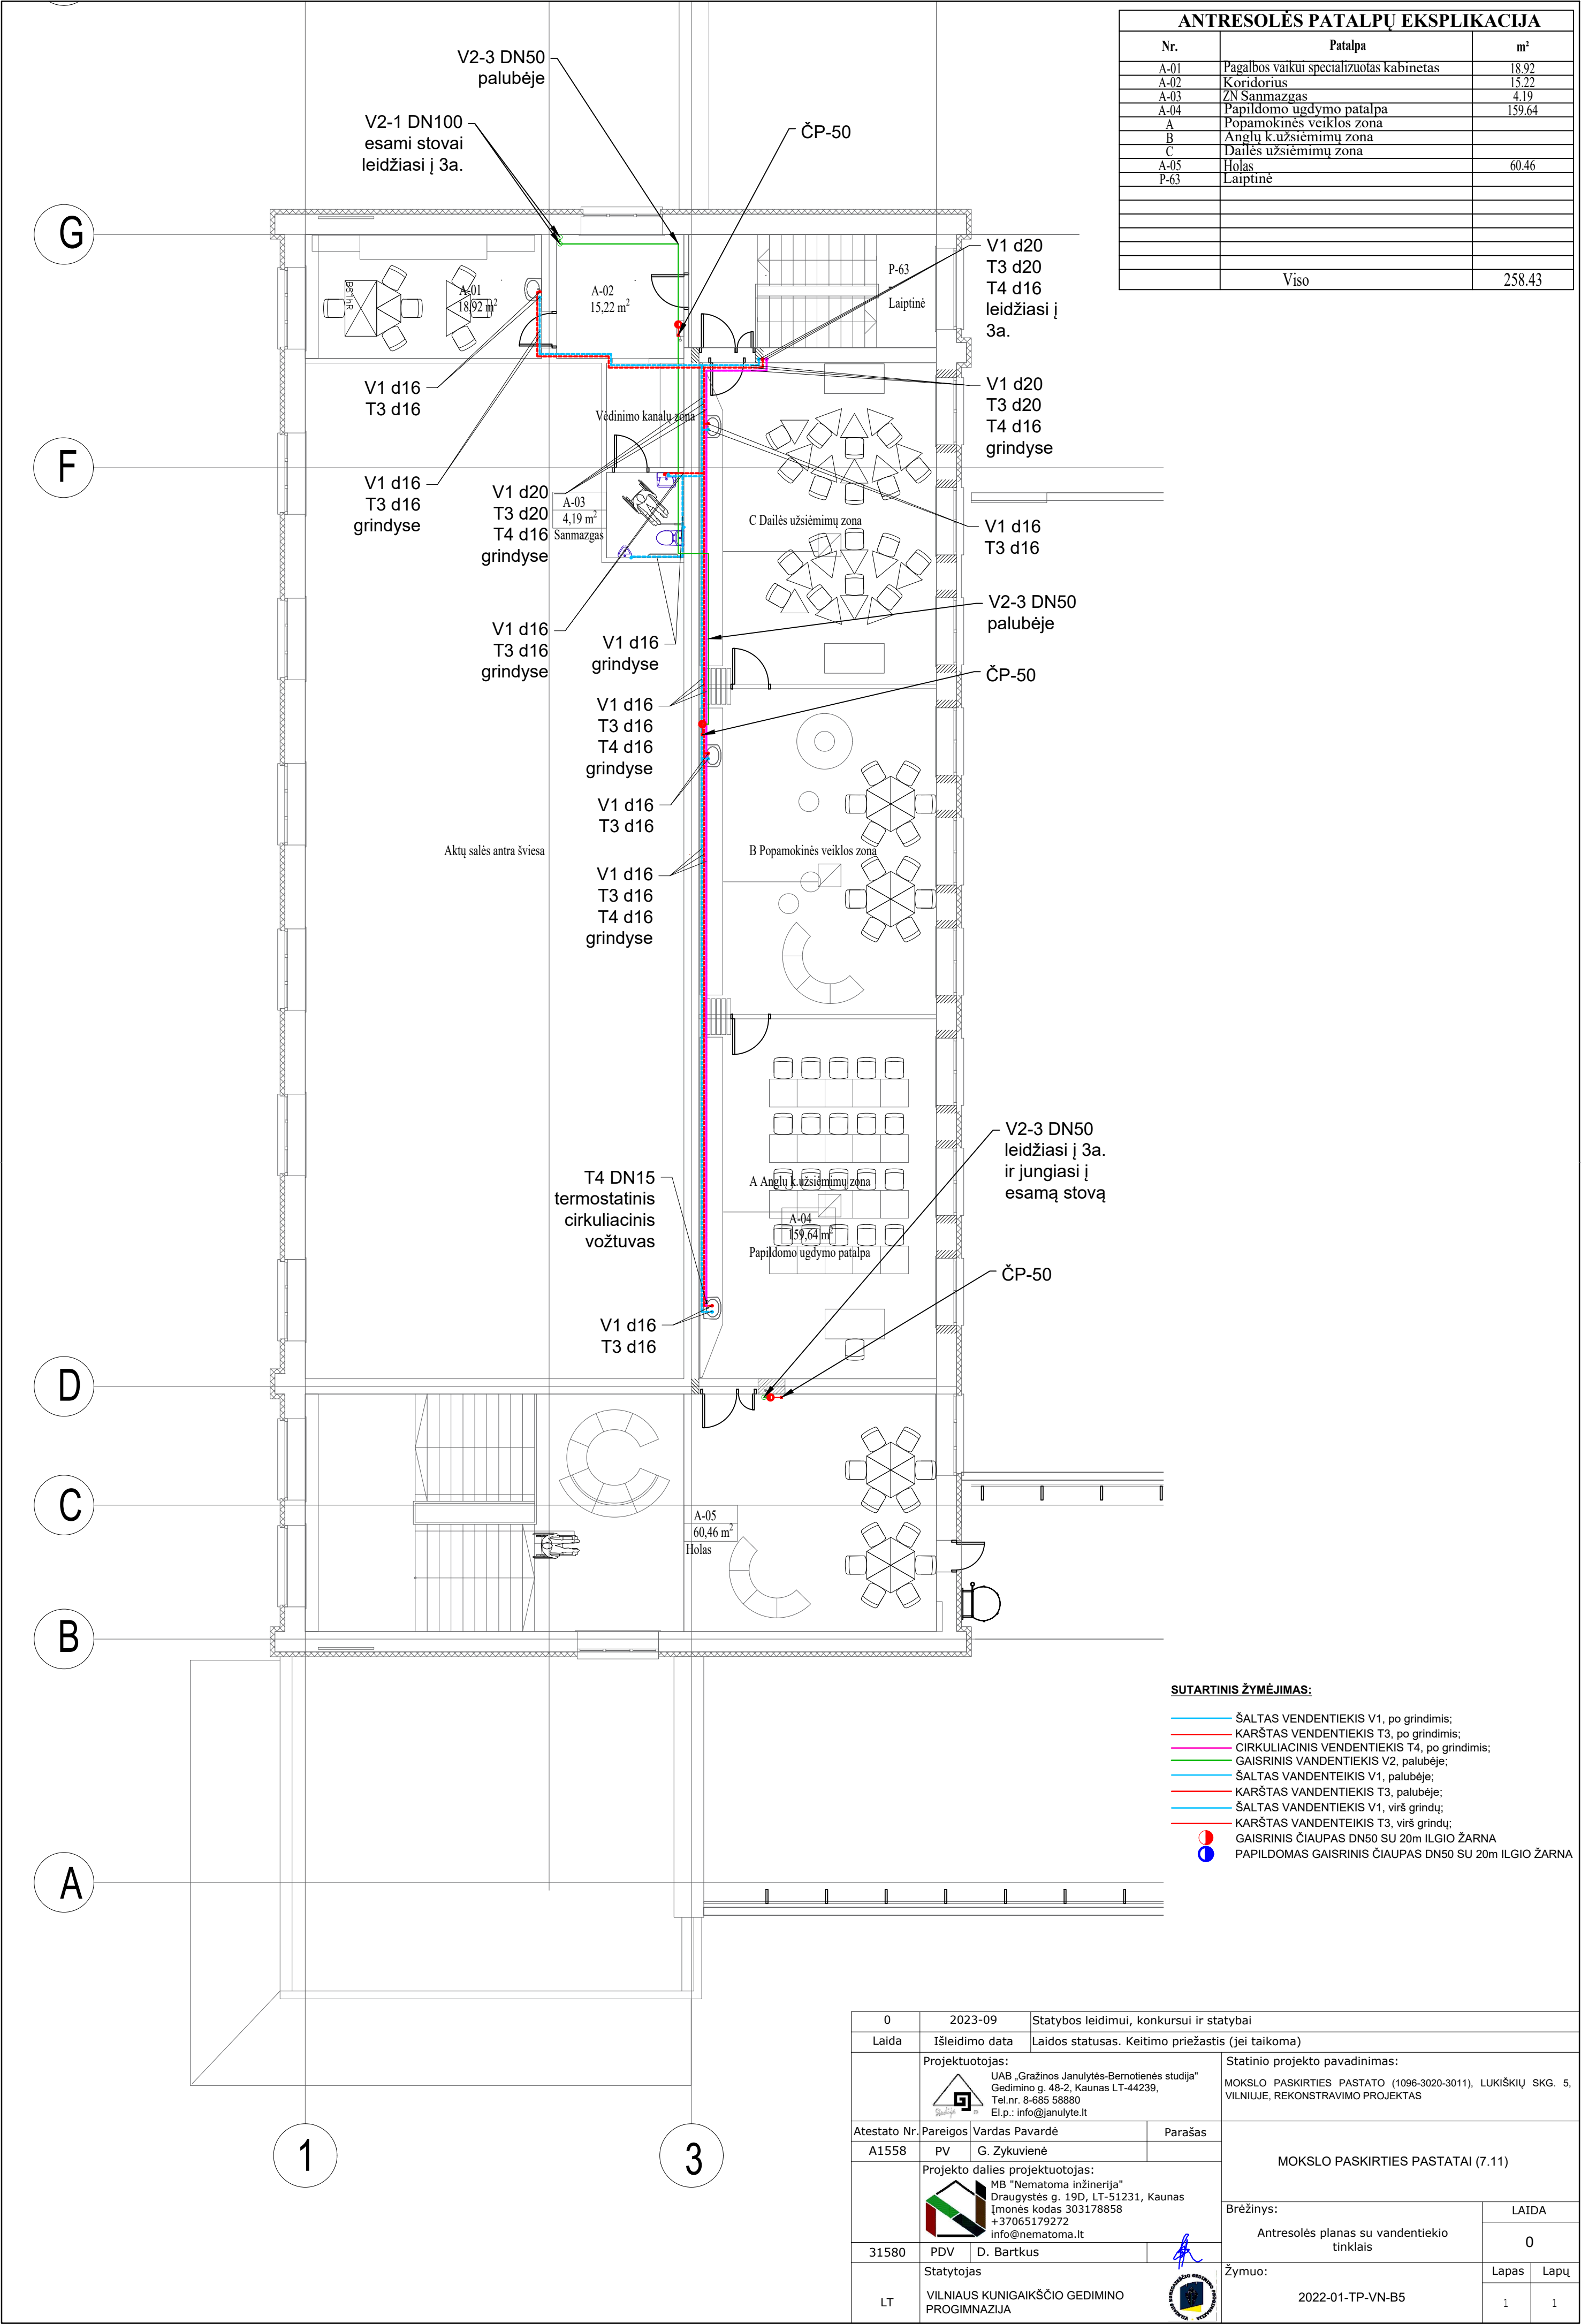 ANTRESOLĖS PATALPŲ EKSPLIKACIJA
Nr. Patalpa m²
A-01 Pagalbos vaikui specializuotas kabinetas 18.92
A-02 Koridorius 15.22
A-03 ŽN Sanmazgas 4.19
A-04 Papildomo ugdymo patalpa 159.64
A Popamokinės veiklos zona
B Anglų k.užsiėmimų zona
C Dailės užsiėmimų zona
A-05 Holas 60.46
P-63 Laiptinė
Viso 258.43
V2-3 DN50
palubėje
V2-1 DN100
esami stovai
leidžiasi į 3a.
ČP-50
G
V1 d20
T3 d20
T4 d16
leidžiasi į
3a.
P-63
Laiptinė
A-01
18.92 m²
A-02
15,22 m²
V1 d16
T3 d16
V1 d20
T3 d20
T4 d16
grindyse
Vėdinimo kanalų zona
F
V1 d16
T3 d16
grindyse
V1 d20
T3 d20
T4 d16
grindyse
A-03
4,19 m²
Sanmazgas
C Dailės užsiėmimų zona
V1 d16
T3 d16
V2-3 DN50
palubėje
V1 d16
T3 d16
grindyse
V1 d16
grindyse
ČP-50
V1 d16
T3 d16
T4 d16
grindyse
V1 d16
T3 d16
Aktų salės antra šviesa
B Popamokinės veiklos zona
V1 d16
T3 d16
T4 d16
grindyse
V2-3 DN50
leidžiasi į 3a.
ir jungiasi į
esamą stovą
T4 DN15
termostatinis
cirkuliacinis
vožtuvas
A Anglų k.užsiėmimų zona
A-04
159,64 m²
Papildomo ugdymo patalpa
ČP-50
V1 d16
T3 d16
D
C
A-05
60,46 m²
Holas
B
A
1
3
SUTARTINIS ŽYMĖJIMAS:
ŠALTAS VENDENTIEKIS V1, po grindimis;
KARŠTAS VENDENTIEKIS T3, po grindimis;
CIRKULIACINIS VENDENTIEKIS T4, po grindimis;
GAISRINIS VANDENTIEKIS V2, palubėje;
ŠALTAS VANDENTEIKIS V1, palubėje;
KARŠTAS VANDENTIEKIS T3, palubėje;
ŠALTAS VANDENTIEKIS V1, virš grindų;
KARŠTAS VANDENTEIKIS T3, virš grindų;
GAISRINIS ČIAUPAS DN50 SU 20m ILGIO ŽARNA
PAPILDOMAS GAISRINIS ČIAUPAS DN50 SU 20m ILGIO ŽARNA
0 2023-09 Statybos leidimui, konkursui ir statybai
Laida Išleidimo data Laidos statusas. Keitimo priežastis (jei taikoma)
Projektuotojas:
UAB „Gražinos Janulytės-Bernotienės studija"
Gedimino g. 48-2, Kaunas LT-44239,
Tel.nr. 8-685 58880
El.p.: info@janulyte.lt
Statinio projekto pavadinimas:
MOKSLO PASKIRTIES PASTATO (1096-3020-3011), LUKIŠKIŲ SKG. 5,
VILNIUJE, REKONSTRAVIMO PROJEKTAS
Atestato Nr. Pareigos Vardas Pavardė Parašas
A1558 PV G. Zykuvienė
MOKSLO PASKIRTIES PASTATAI (7.11)
Projekto dalies projektuotojas:
MB "Nematoma inžinerija"
Draugystės g. 19D, LT-51231, Kaunas
Įmonės kodas 303178858
+37065179272
info@nematoma.lt
Brėžinys: LAIDA
Antresolės planas su vandentiekio
tinklais
0
31580 PDV D. Bartkus
Statytojas
LT
VILNIAUS KUNIGAIKŠČIO GEDIMINO
PROGIMNAZIJA
Žymuo: Lapas Lapų
2022-01-TP-VN-B5 1 1